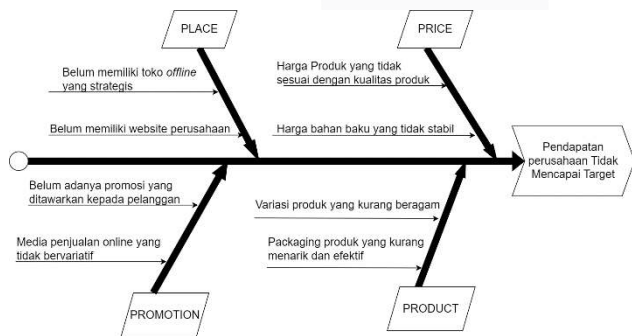 PLACE
PRICE
Belum memiliki toko offline
yang strategis
Harga Produk yang tidak
sesuai dengan kualitas produk
Belum memiliki website perusahaan
Harga bahan baku yang tidak stabil
Pendapatan
perusahaan Tidak
Mencapai Target
Belum adanya promosi yang
ditawarkan kepada pelanggan
Variasi produk yang kurang beragam
Media penjualan online yang
tidak bervariatif
Packaging produk yang kurang
menarik dan efektif
PROMOTION
PRODUCT